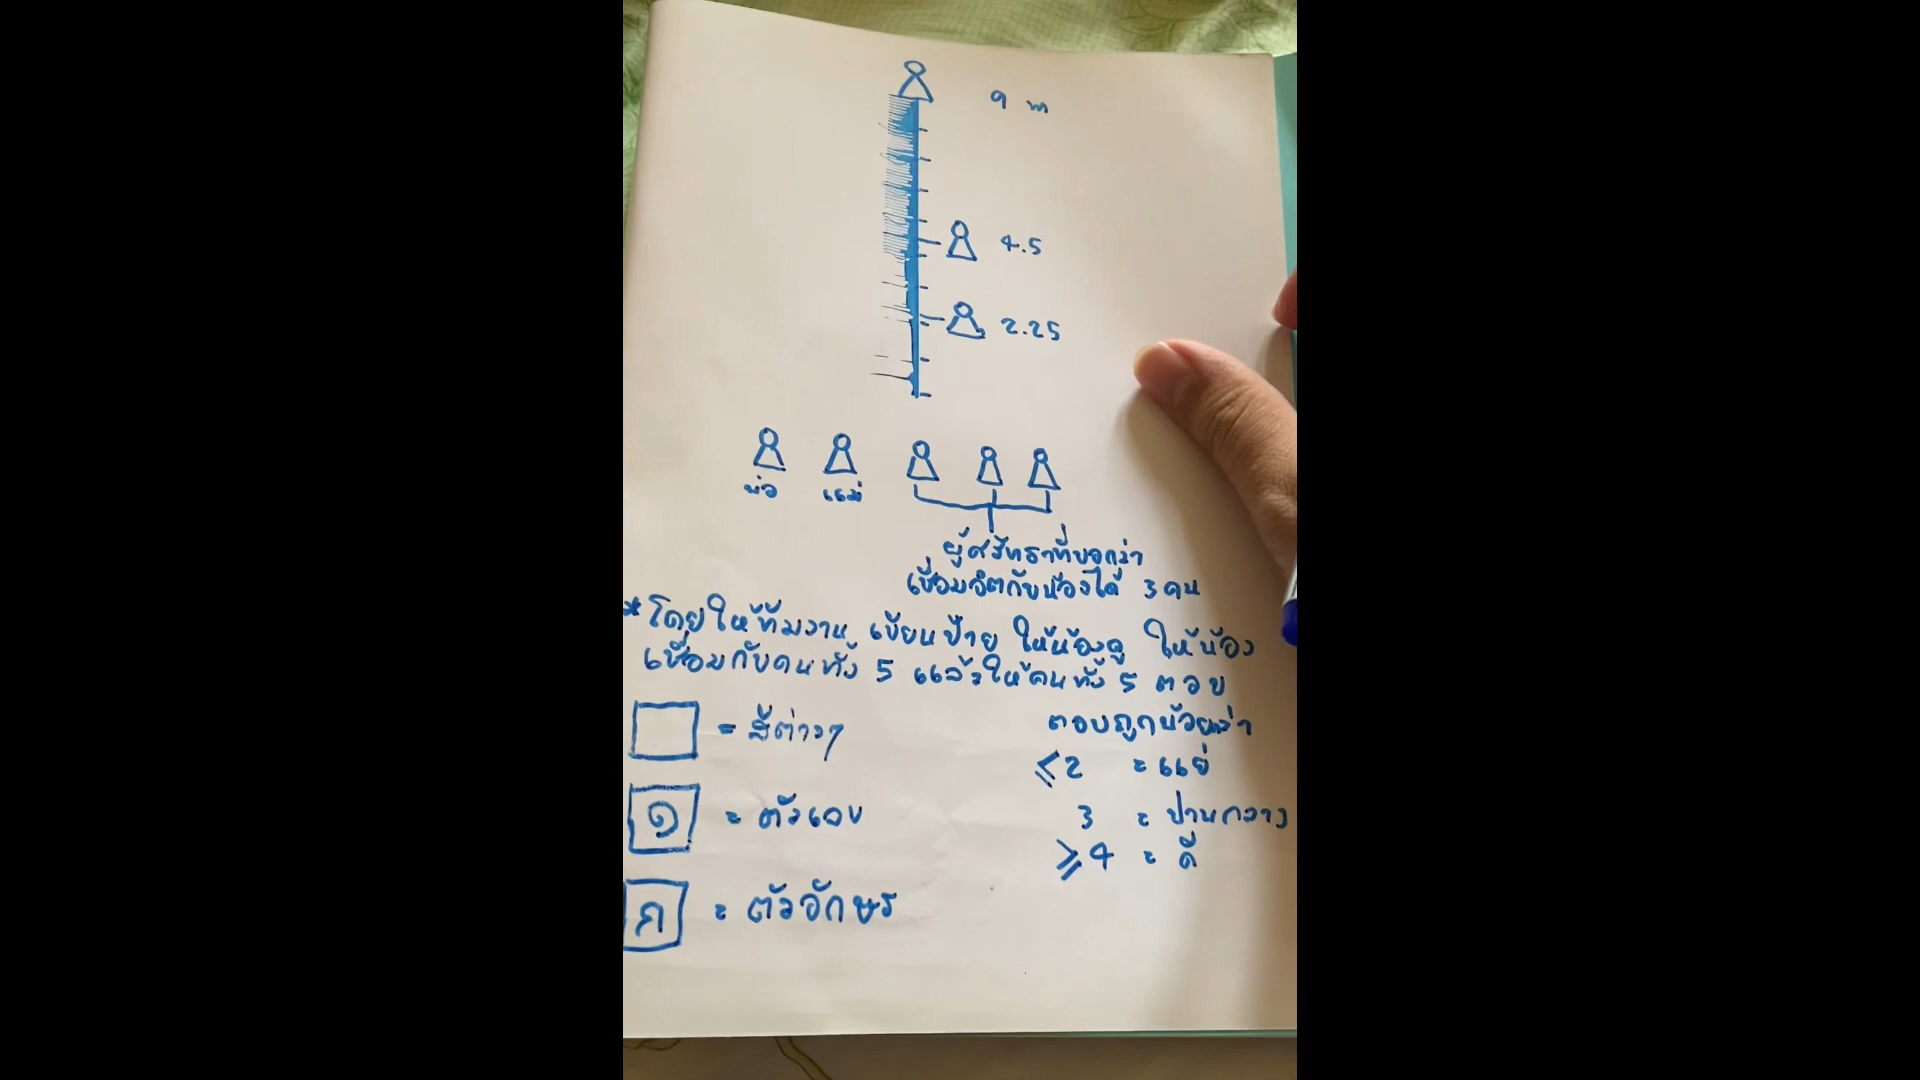 9 m
4.5
2.25
พ่อ แม่
ผู้ศรัทธาที่บอกว่า
เชื่อมจิตกับน้องได้ 3 คน
*โดยให้ทีมงาน เขียนป้าย ให้น้องดู ให้น้อง
เชื่อมกับคนทั้ง 5 แล้วให้คนทั้ง 5 ตอบ
= สีต่างๆ
๑ = ตัวเลข
ก = ตัวอักษร
ตอบถูกน้อยกว่า
≤2 = แย่
3 = ปานกลาง
≥4 = ดี